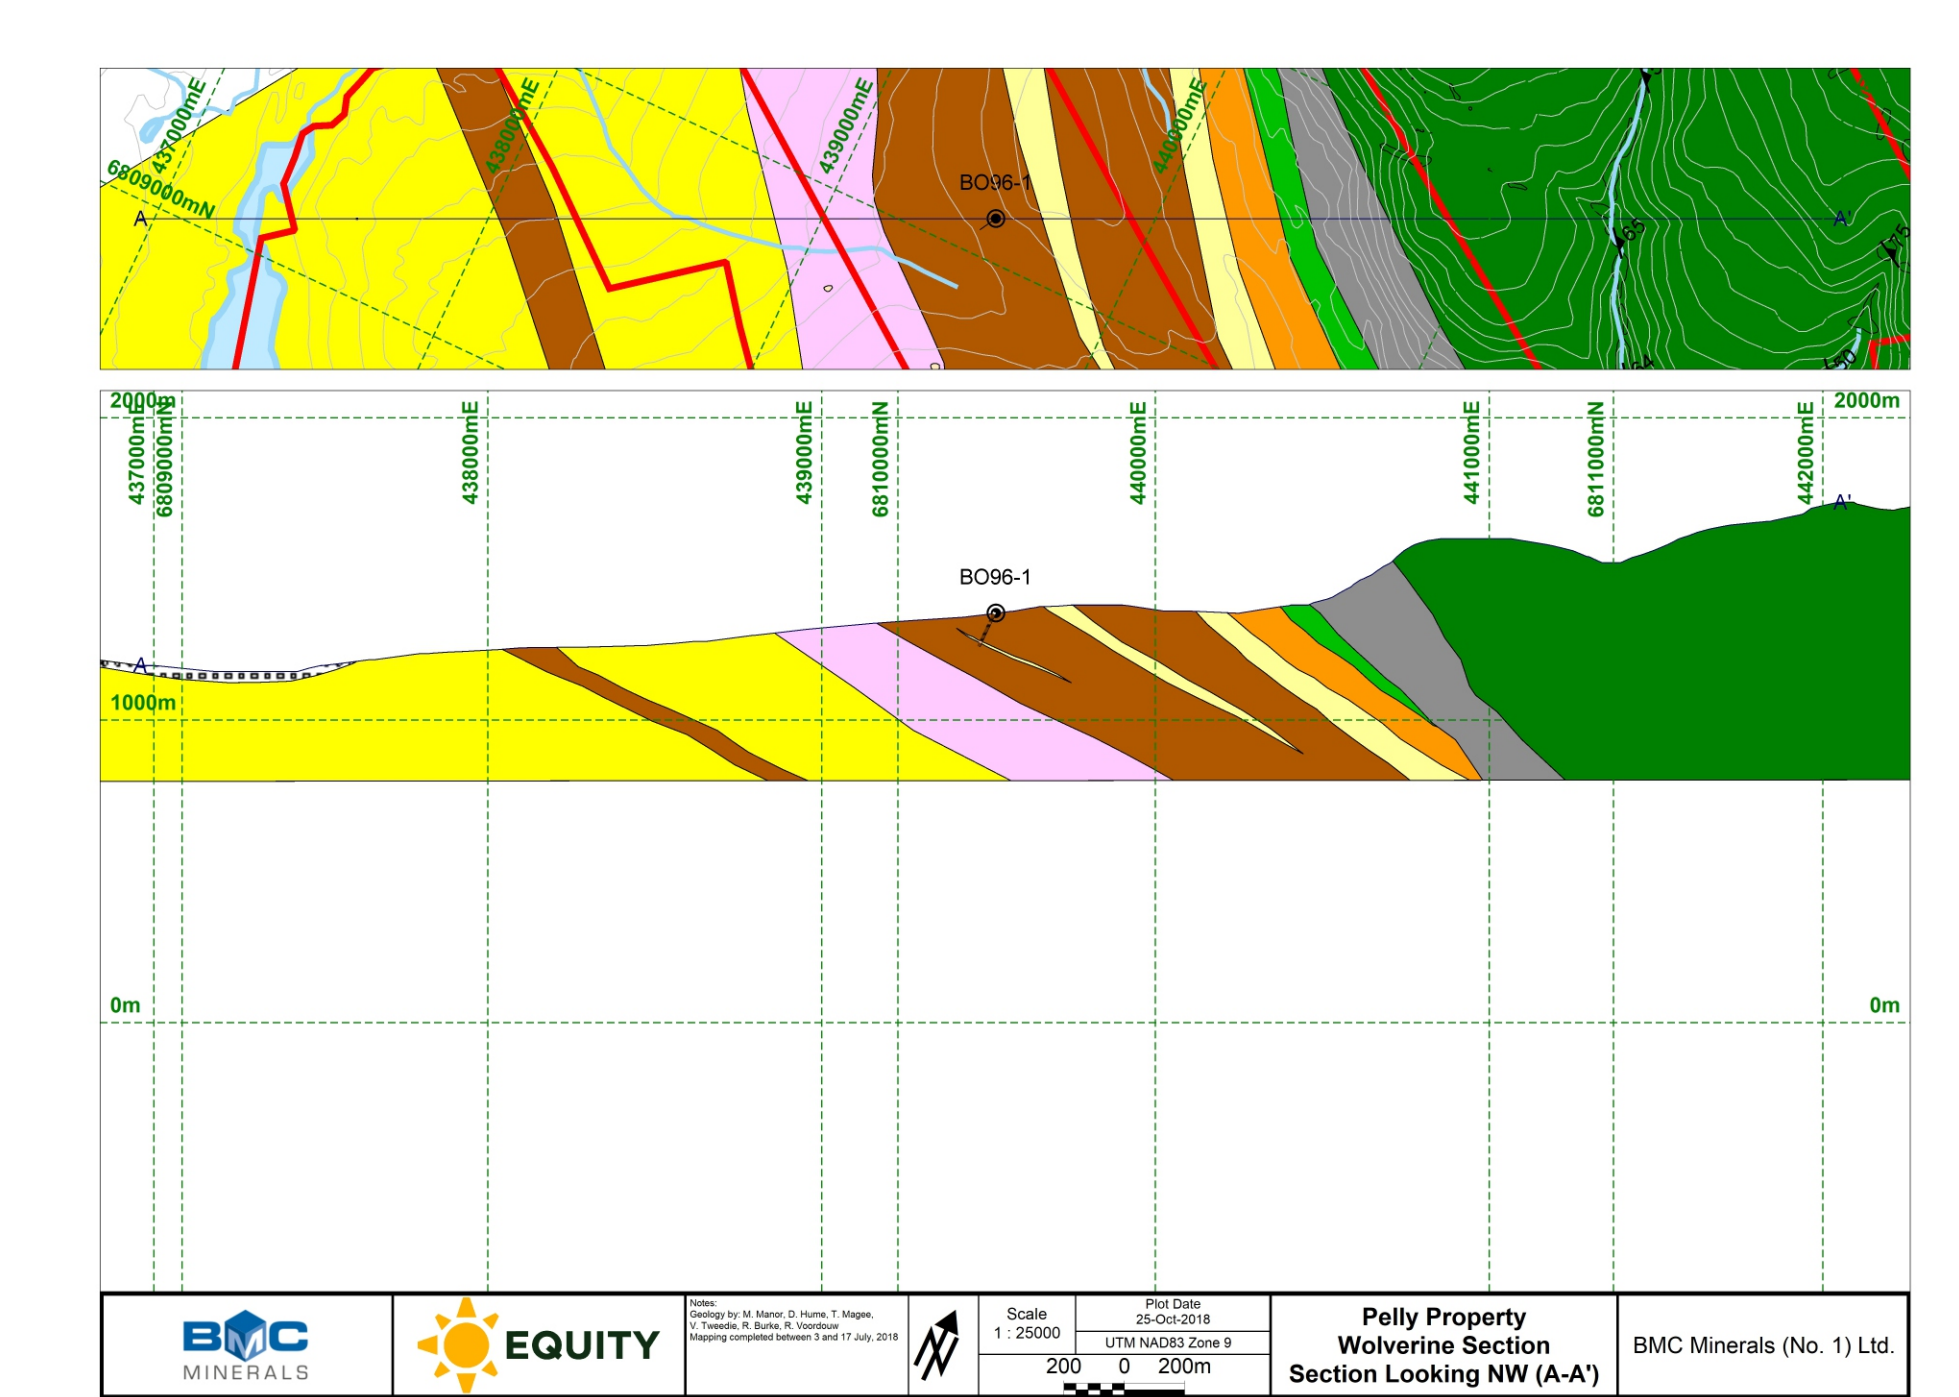 437000mE
438000mE
439000mE
440000mE
6809000mN
A
BO96-1
A'
65
75
50
64
2000m
2000m
437000mE
6809000mN
438000mE
439000mE
6810000mN
440000mE
441000mE
6811000mN
442000mE
A'
BO96-1
A
1000m
0m
0m
BMC
MINERALS
EQUITY
Notes:
Geology by: M. Manor, D. Hume, T. Magee,
V. Tweedie, R. Burke, R. Voordouw
Mapping completed between 3 and 17 July, 2018
Scale
1 : 25000
Plot Date
25-Oct-2018
UTM NAD83 Zone 9
200 0 200m
Pelly Property
Wolverine Section
Section Looking NW (A-A')
BMC Minerals (No. 1) Ltd.